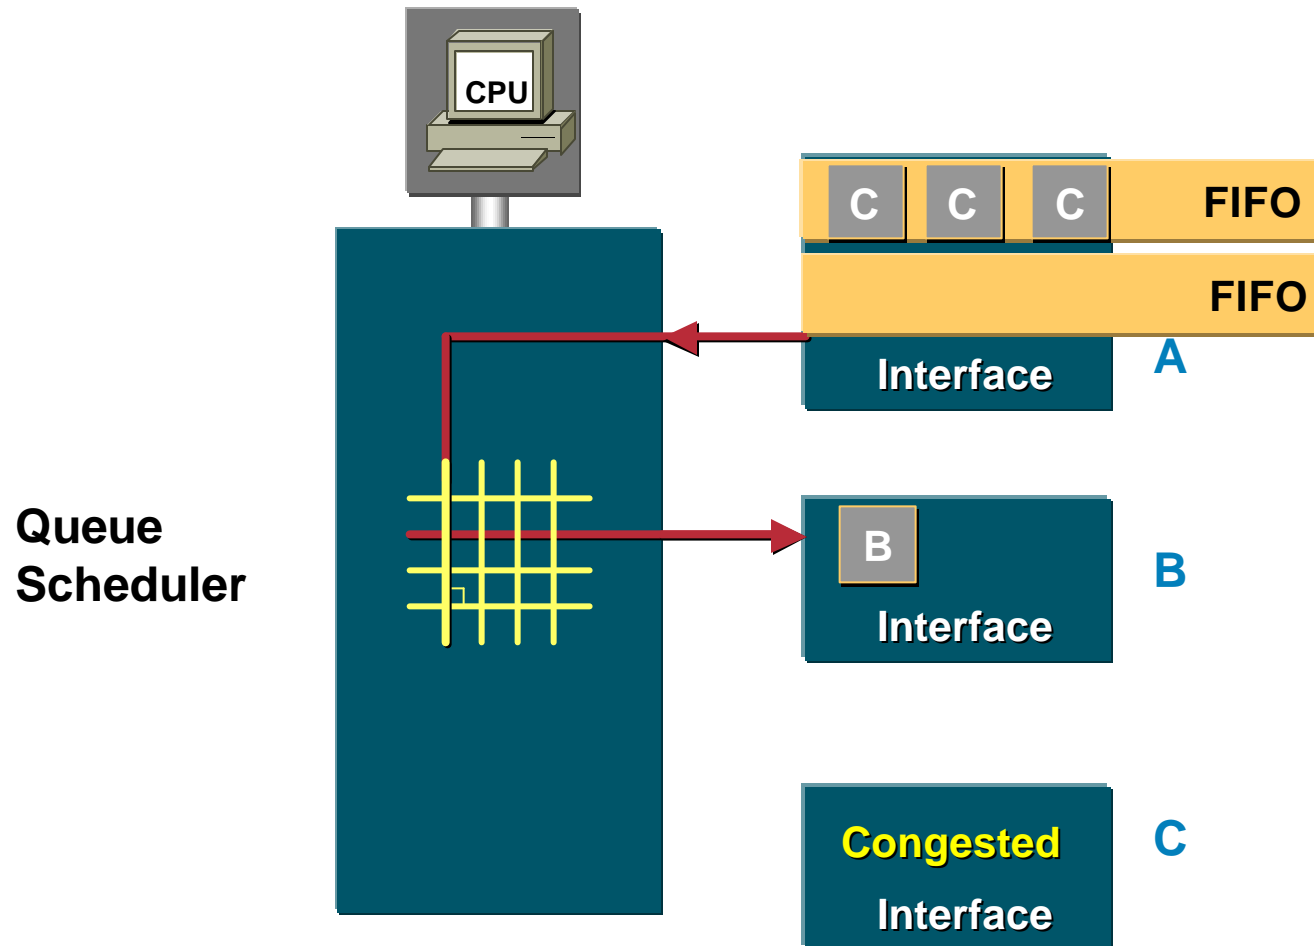 CPU
C C C FIFO
FIFO
Interface A
Queue
Scheduler
B
Interface
B
Congested
Interface
C